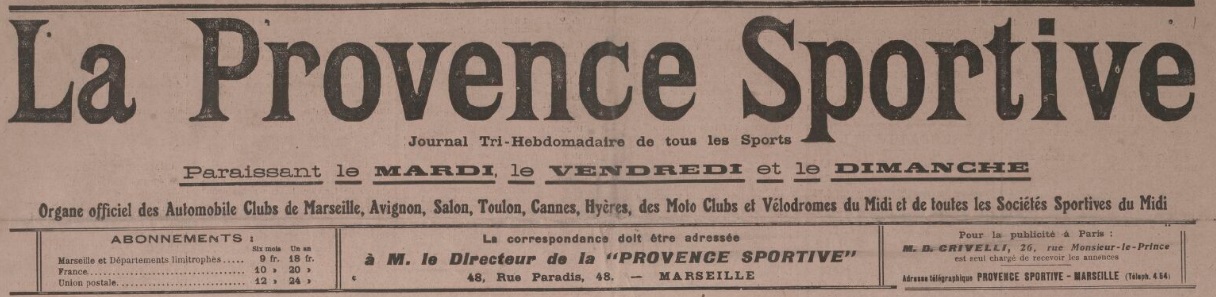 La Provence Sportive
Journal Tri-Hebdomadaire de tous les Sports
Paraissant le MARDI, le VENDREDI et le DIMANCHE
Organe officiel des Automobile Clubs de Marseille, Avignon, Salon, Toulon, Cannes, Hyères, des Moto Clubs et Vélodromes du Midi et de toutes les Sociétés Sportives du Midi
ABONNEMENTS :
Six mois Un an
Marseille et Départements limitrophes ..... 9 fr. 18 fr.
France ..... 10 » 20 »
Union postale ..... 12 » 24 »
La correspondance doit être adressée
à M. le Directeur de la “PROVENCE SPORTIVE”
48, Rue Paradis, 48. — MARSEILLE
Pour la publicité à Paris :
M. D. CRIVELLI, 26, rue Monsieur-le-Prince
est seul chargé de recevoir les annonces
Adresse télégraphique PROVENCE SPORTIVE - MARSEILLE (Téleph. 4.64)